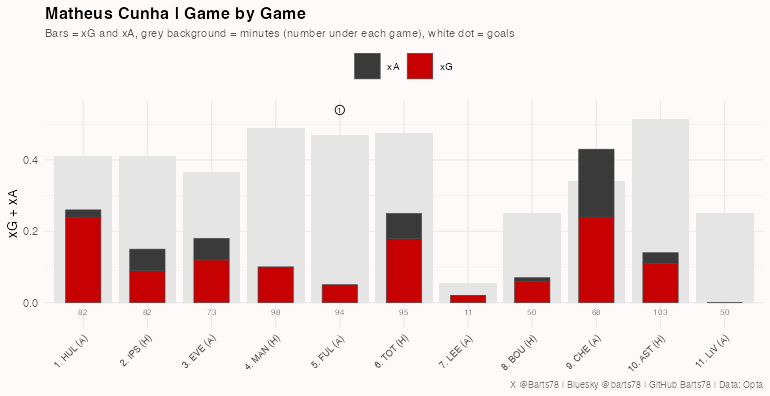 Matheus Cunha | Game by Game
Bars = xG and xA, grey background = minutes (number under each game), white dot = goals
xA xG
1
xG + xA
0.4
0.2
0.0
82 82 73 98 94 95 11 50 68 103 50
1. HUL (A) 2. IPS (H) 3. EVE (A) 4. MAN (H) 5. FUL (A) 6. TOT (H) 7. LEE (A) 8. BOU (H) 9. CHE (A) 10. AST (H) 11. LIV (A)
X @Barts78 | Bluesky @barts78 | GitHub Barts78 | Data: Opta